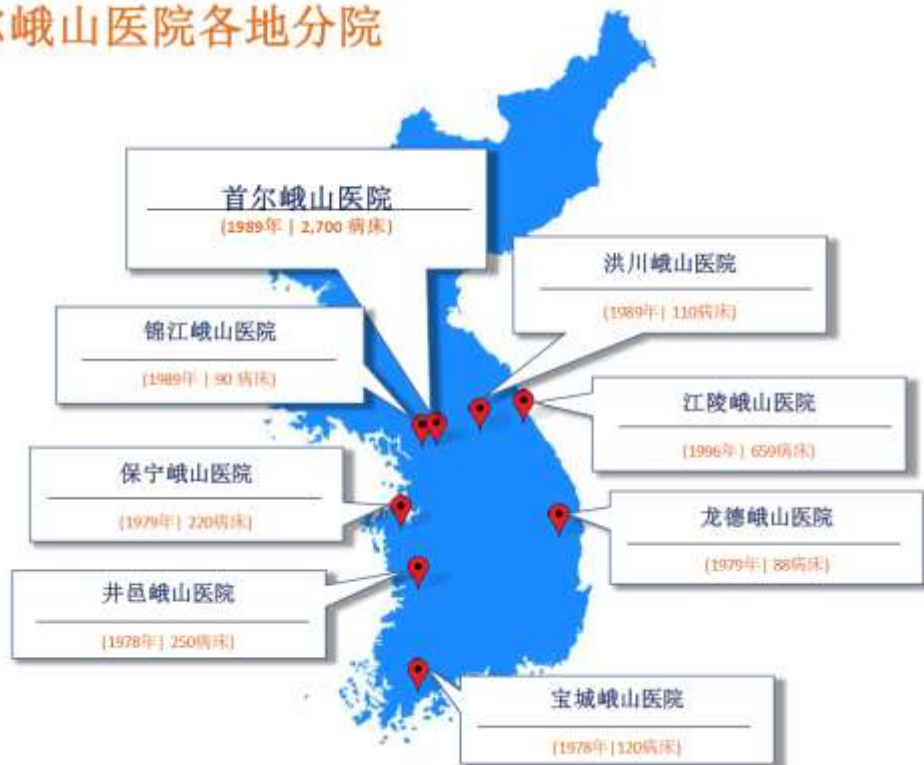 尔峨山医院各地分院
首尔峨山医院
(1989年 | 2,700 病床)
洪川峨山医院
(1989年| 110病床)
锦江峨山医院
(1989年 | 90 病床)
江陵峨山医院
(1996年| 659病床)
保宁峨山医院
(1979年| 220病床)
龙德峨山医院
(1979年| 88病床)
井邑峨山医院
(1978年| 250病床)
宝城峨山医院
(1978年|120病床)